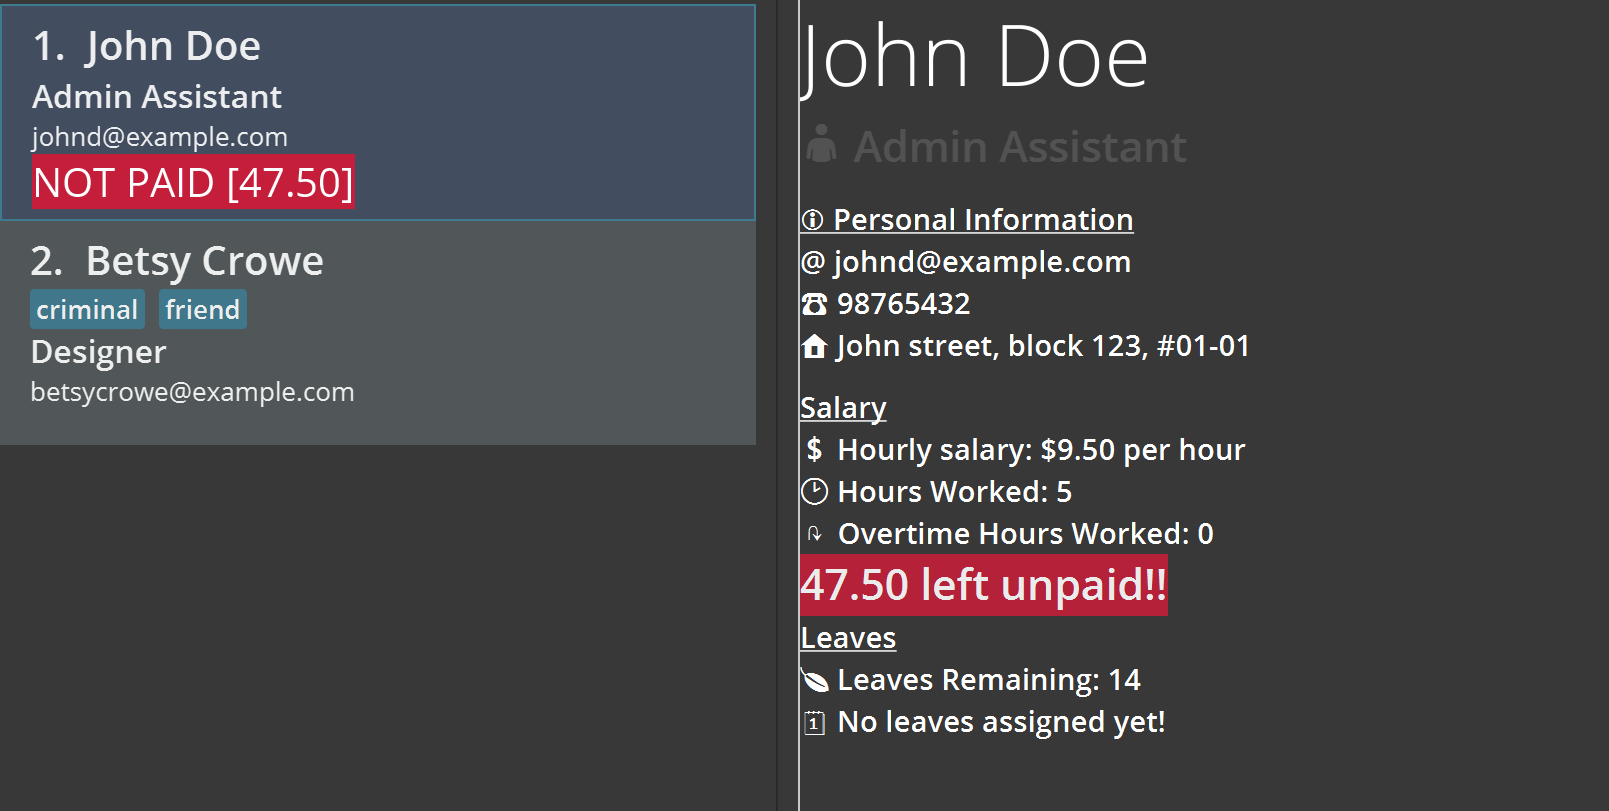 1. John Doe
Admin Assistant
johnd@example.com
NOT PAID [47.50]
2. Betsy Crowe
criminal friend
Designer
betsycrowe@example.com
John Doe
Admin Assistant
Personal Information
@ johnd@example.com
98765432
John street, block 123, #01-01
Salary
$ Hourly salary: $9.50 per hour
Hours Worked: 5
Overtime Hours Worked: 0
47.50 left unpaid!!
Leaves
Leaves Remaining: 14
1 No leaves assigned yet!